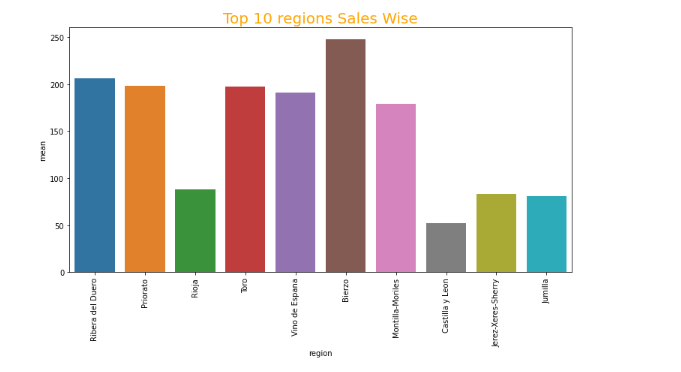 Top 10 regions Sales Wise
250
200
150
100
50
0
mean
Ribera del Duero
Priorato
Rioja
Toro
Vino de Espana
Bierzo
Montilla-Moriles
Castilla y Leon
Jerez-Xeres-Sherry
Jumilla
region